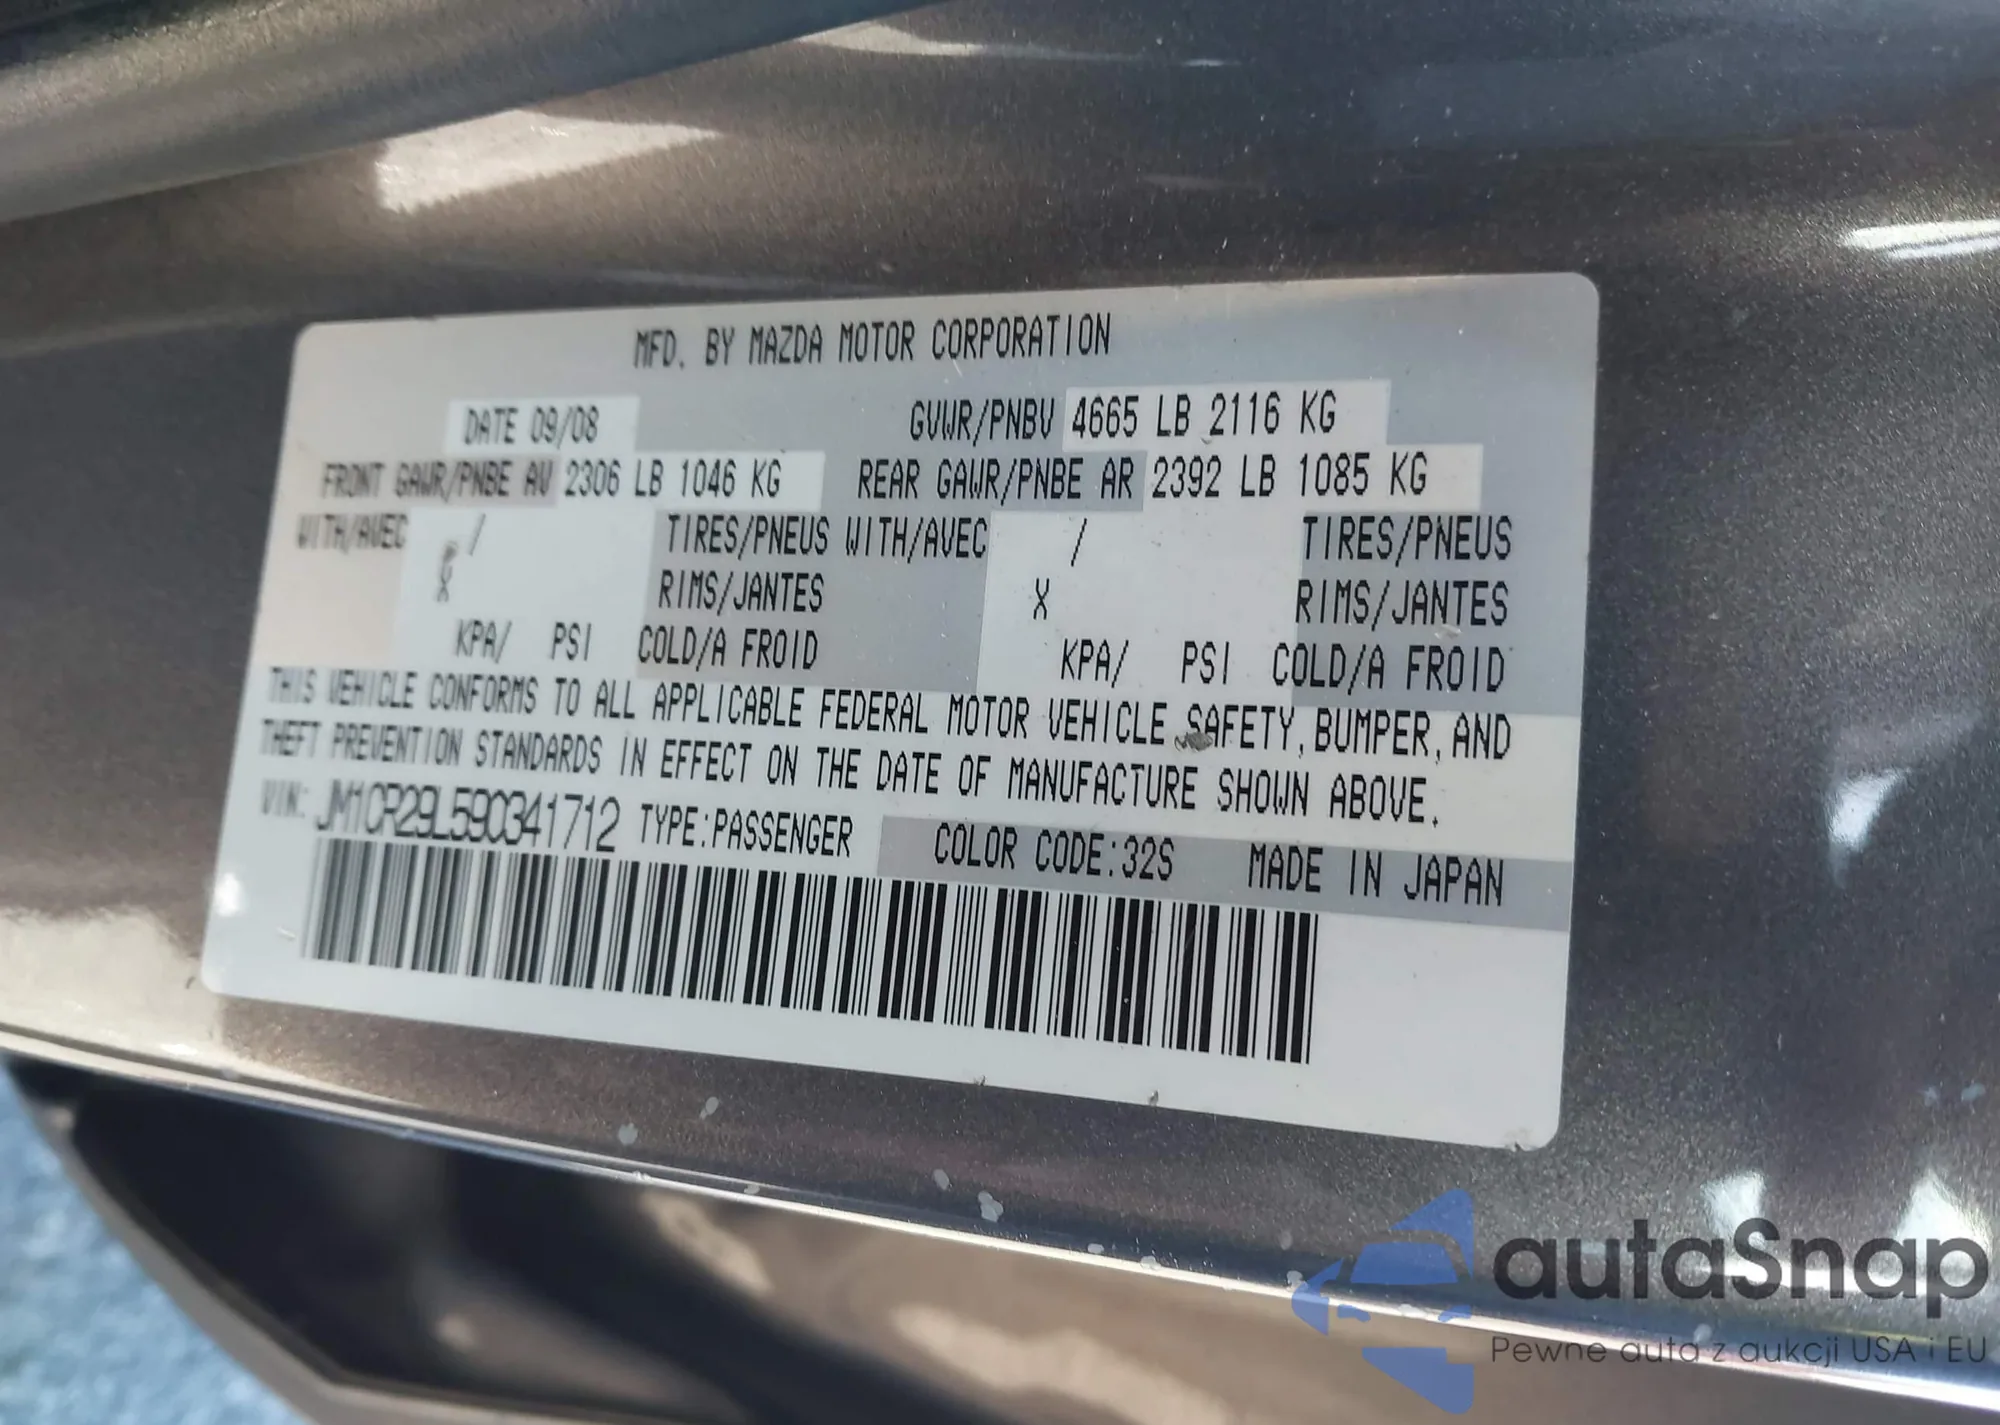 MFD. BY MAZDA MOTOR CORPORATION
DATE 09/08 GVWR/PNBV 4665 LB 2116 KG
FRONT GAWR/PNBE AV 2306 LB 1046 KG REAR GAWR/PNBE AR 2392 LB 1085 KG
WITH/AVEC / TIRES/PNEUS WITH/AVEC / TIRES/PNEUS
X RIMS/JANTES X RIMS/JANTES
KPA/ PSI COLD/A FROID KPA/ PSI COLD/A FROID
THIS VEHICLE CONFORMS TO ALL APPLICABLE FEDERAL MOTOR VEHICLE SAFETY, BUMPER, AND
THEFT PREVENTION STANDARDS IN EFFECT ON THE DATE OF MANUFACTURE SHOWN ABOVE.
VIN: JM1CR29L590341712 TYPE:PASSENGER COLOR CODE:32S MADE IN JAPAN
autaSnap
Pewne auta z aukcji USA i EU